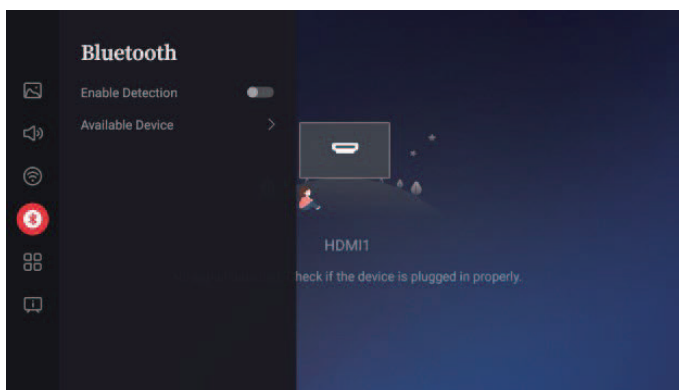 Bluetooth
Enable Detection
Available Device
HDMI1
heck if the device is plugged in properly.